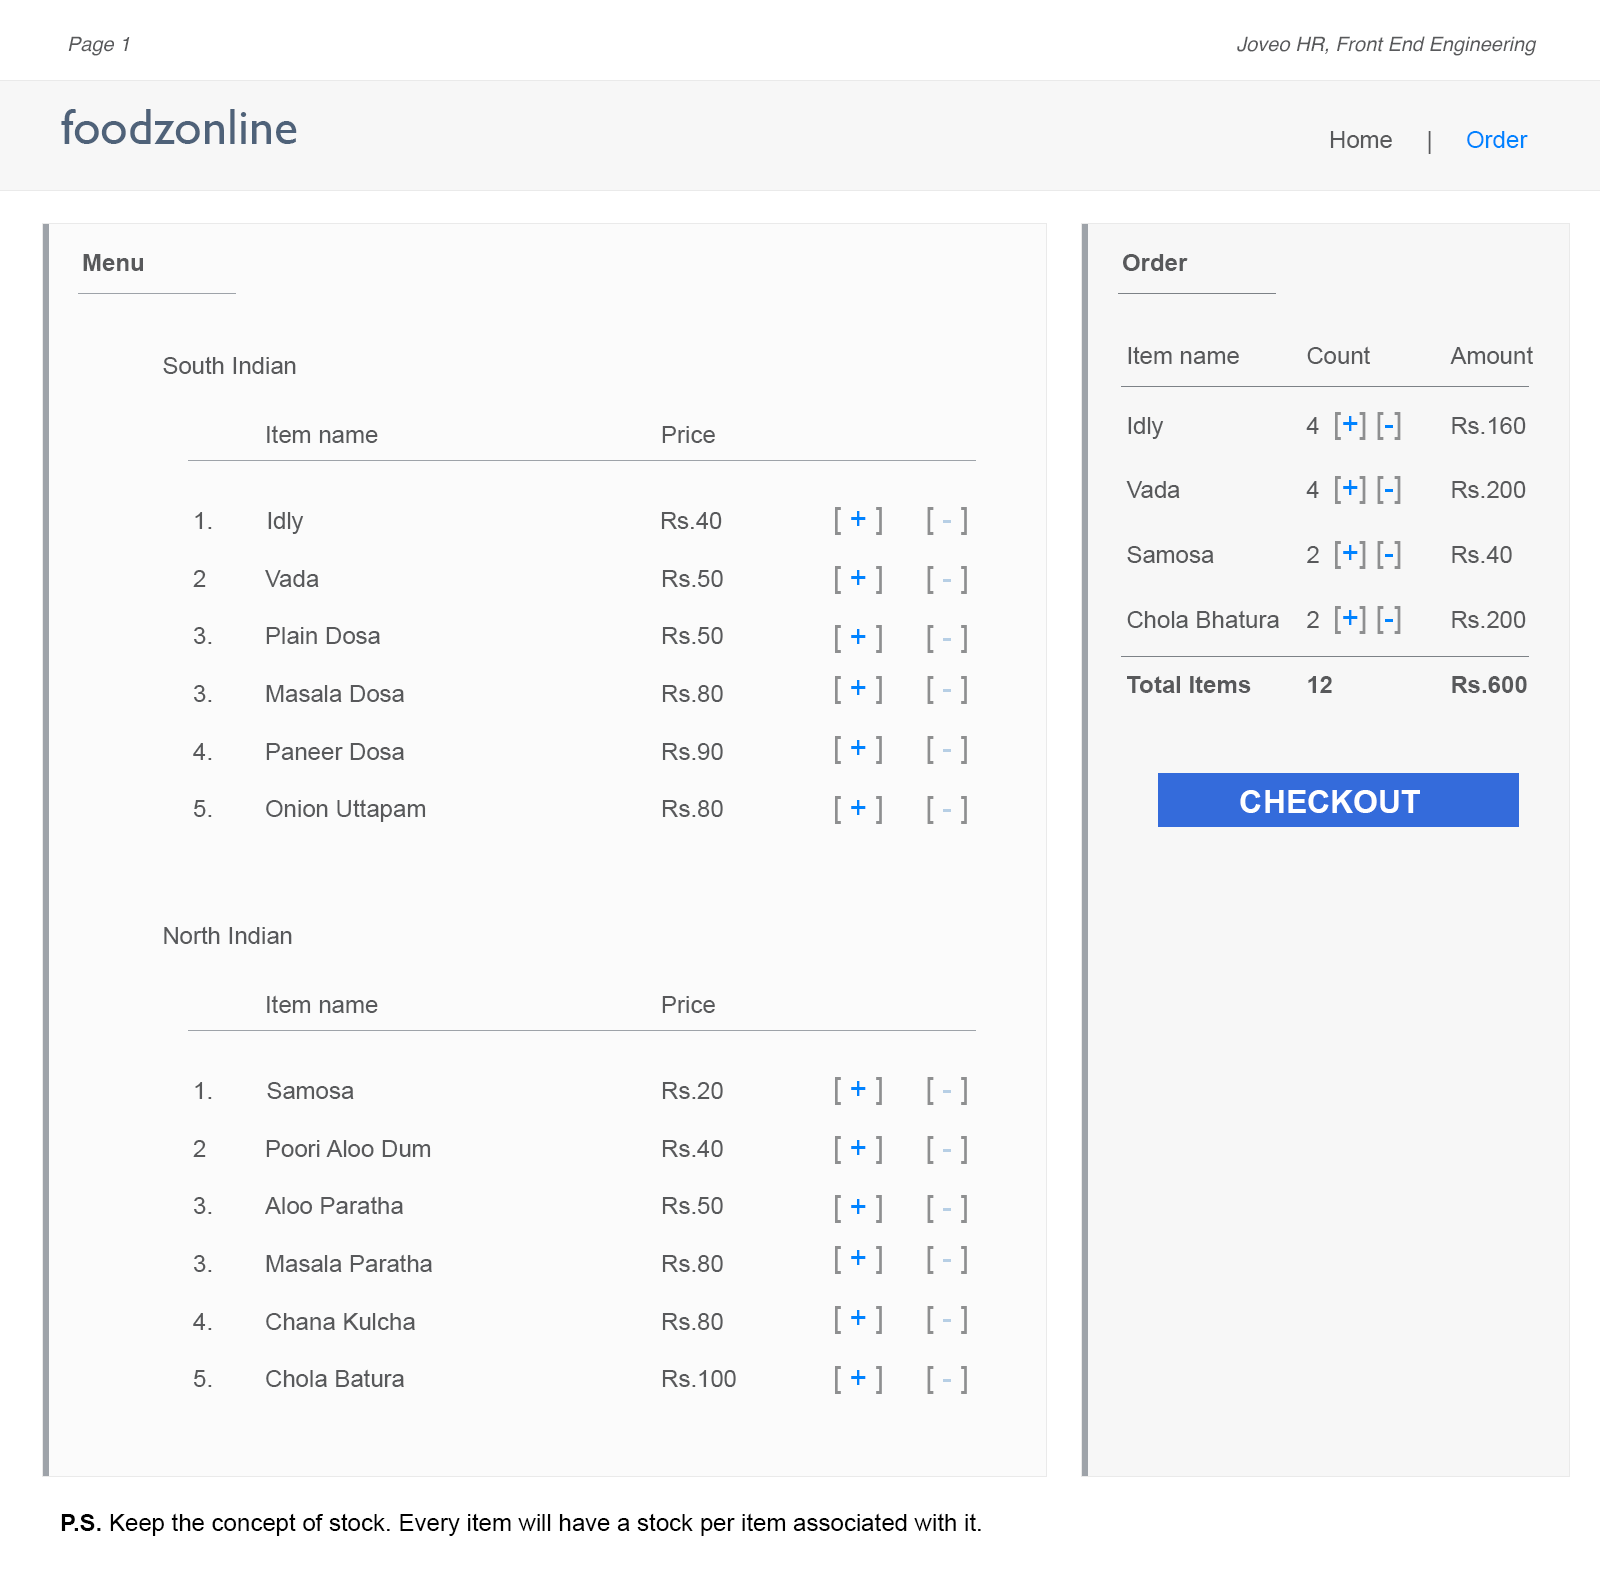 Page 1 Joveo HR, Front End Engineering
foodzonline
Home | Order
Menu
South Indian
Item name Price
1. Idly Rs.40 [ + ] [ - ]
2 Vada Rs.50 [ + ] [ - ]
3. Plain Dosa Rs.50 [ + ] [ - ]
3. Masala Dosa Rs.80 [ + ] [ - ]
4. Paneer Dosa Rs.90 [ + ] [ - ]
5. Onion Uttapam Rs.80 [ + ] [ - ]
North Indian
Item name Price
1. Samosa Rs.20 [ + ] [ - ]
2 Poori Aloo Dum Rs.40 [ + ] [ - ]
3. Aloo Paratha Rs.50 [ + ] [ - ]
3. Masala Paratha Rs.80 [ + ] [ - ]
4. Chana Kulcha Rs.80 [ + ] [ - ]
5. Chola Batura Rs.100 [ + ] [ - ]
Order
Item name Count Amount
Idly 4 [+] [-] Rs.160
Vada 4 [+] [-] Rs.200
Samosa 2 [+] [-] Rs.40
Chola Bhatura 2 [+] [-] Rs.200
Total Items 12 Rs.600
CHECKOUT
P.S. Keep the concept of stock. Every item will have a stock per item associated with it.